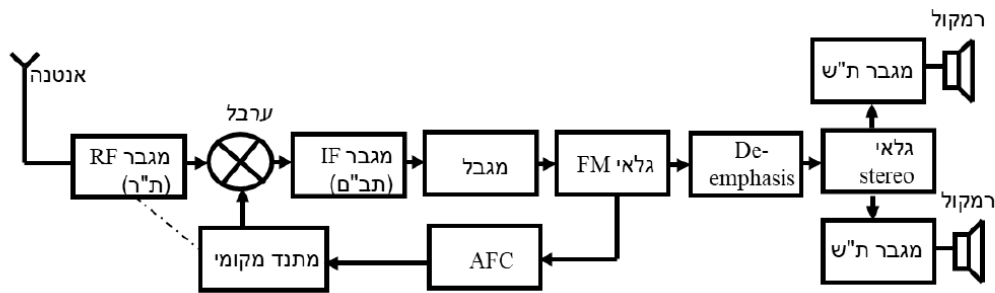 רמקול
מגבר ת"ש
אנטנה
ערבל
מגבר RF
(ת"ר)
מגבר IF
(תב"ם)
מגבל
גלאי FM
De-
emphasis
גלאי
stereo
רמקול
מתנד מקומי
AFC
מגבר ת"ש